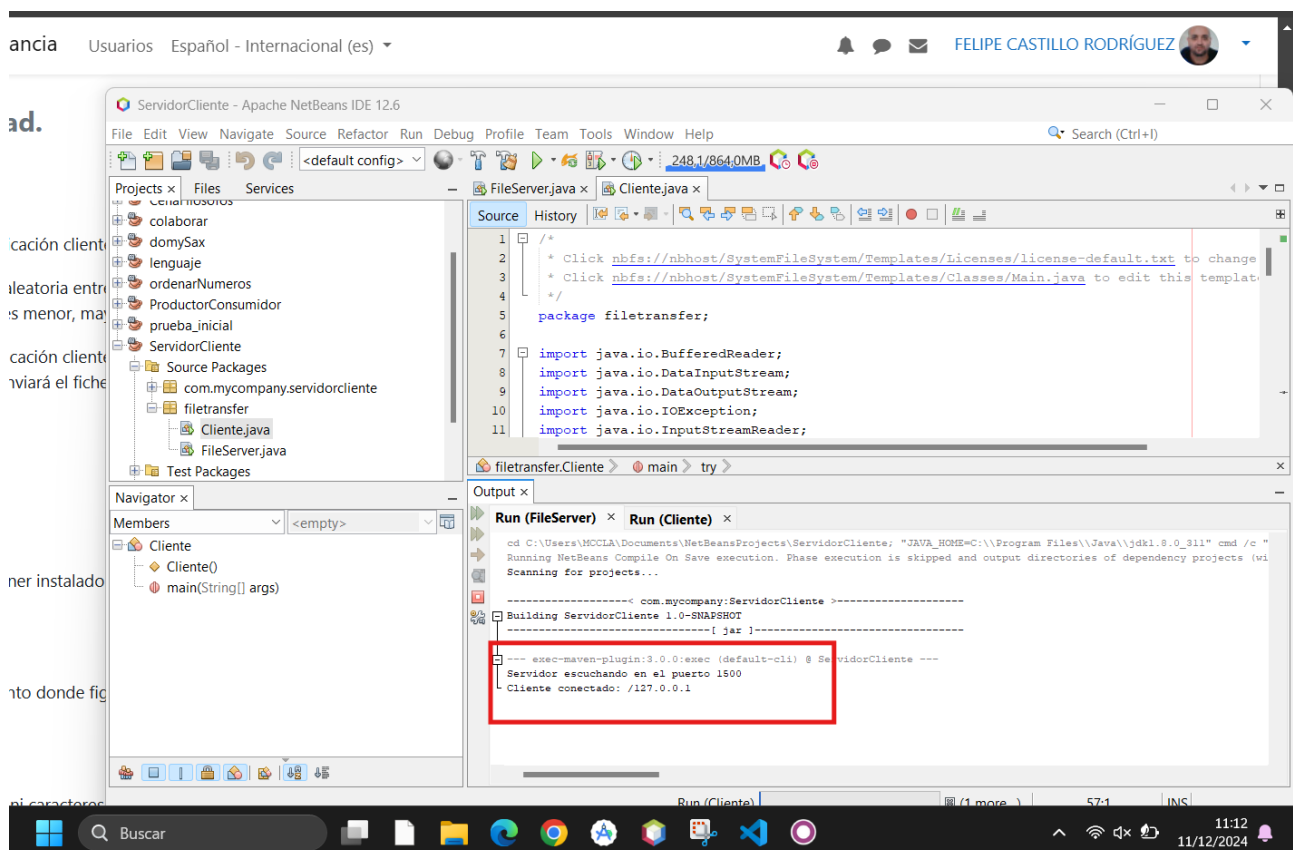 ancia Usuarios Español - Internacional (es) FELIPE CASTILLO RODRÍGUEZ
ad.
cación cliente
aleatoria entre
es menor, may
cación cliente
nviará el fiche
ner instalado
nto donde fig
ni caracteres
ServidorCliente - Apache NetBeans IDE 12.6
File Edit View Navigate Source Refactor Run Debug Profile Team Tools Window Help Search (Ctrl+I)
<default config> 248,1/864,0MB
Projects × Files Services
colaborar
domySax
lenguaje
ordenarNumeros
ProductorConsumidor
prueba_inicial
ServidorCliente
Source Packages
com.mycompany.servidorcliente
filetransfer
Cliente.java
FileServer.java
Test Packages
Navigator ×
Members <empty>
Cliente
Cliente()
main(String[] args)
FileServer.java × Cliente.java ×
Source History
1 /*
2 * Click nbfs://nbhost/SystemFileSystem/Templates/Licenses/license-default.txt to change
3 * Click nbfs://nbhost/SystemFileSystem/Templates/Classes/Main.java to edit this templat
4 */
5 package filetransfer;
6
7 import java.io.BufferedReader;
8 import java.io.DataInputStream;
9 import java.io.DataOutputStream;
10 import java.io.IOException;
11 import java.io.InputStreamReader;
filetransfer.Cliente main try
Output ×
Run (FileServer) × Run (Cliente) ×
cd C:\Users\MCCLA\Documents\NetBeansProjects\ServidorCliente; "JAVA_HOME=C:\\Program Files\\Java\\jdk1.8.0_311" cmd /c "
Running NetBeans Compile On Save execution. Phase execution is skipped and output directories of dependency projects (wi
Scanning for projects...
-------------------< com.mycompany:ServidorCliente >--------------------
Building ServidorCliente 1.0-SNAPSHOT
--------------------------------[ jar ]---------------------------------
--- exec-maven-plugin:3.0.0:exec (default-cli) @ ServidorCliente ---
Servidor escuchando en el puerto 1500
Cliente conectado: /127.0.0.1
Run (Cliente) (1 more...) 57:1 INS
Buscar
11:12
11/12/2024